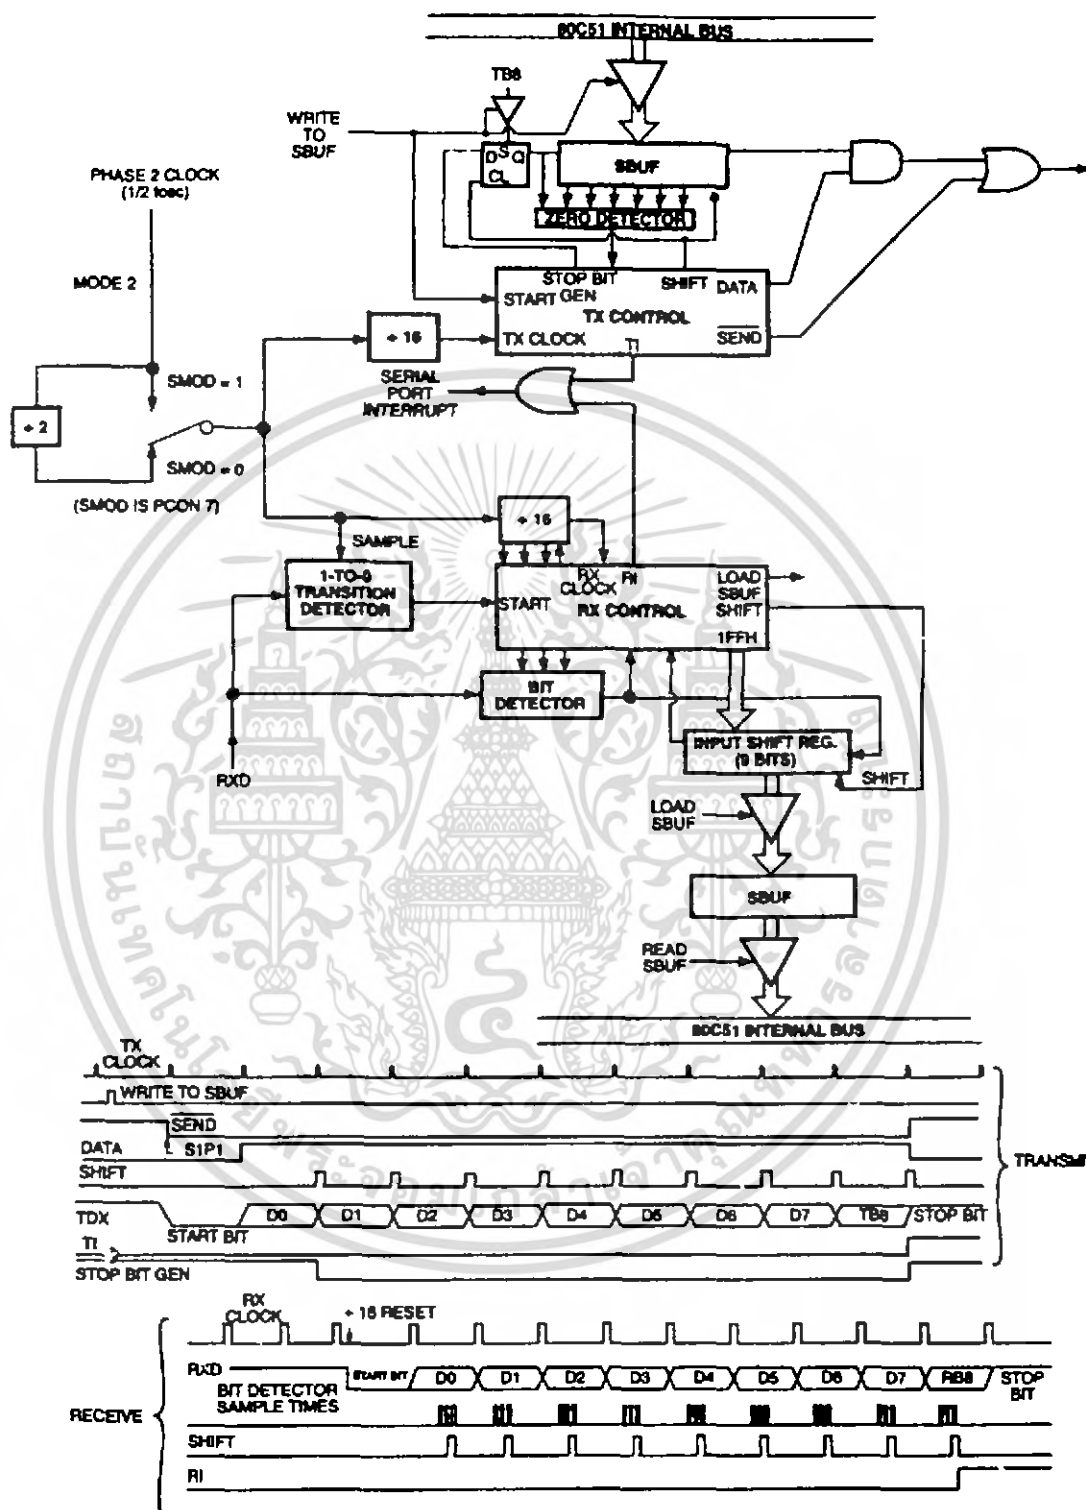 80C51 INTERNAL BUS
TB8
WRITE
TO
SBUF
D S Q
CL
SBUF
PHASE 2 CLOCK
(1/2 fosc)
ZERO DETECTOR
MODE 2
STOP BIT
GEN
SHIFT
DATA
START
TX CONTROL
TX CLOCK
TI
SEND
÷ 16
SERIAL
PORT
INTERRUPT
SMOD = 1
÷ 2
SMOD = 0
(SMOD IS PCON 7)
÷ 16
SAMPLE
1-TO-0
TRANSITION
DETECTOR
RX
CLOCK
RI
LOAD
SBUF
START
RX CONTROL
SHIFT
1FFH
BIT
DETECTOR
INPUT SHIFT REG.
(9 BITS)
RXD
SHIFT
LOAD
SBUF
SBUF
READ
SBUF
80C51 INTERNAL BUS
TX
CLOCK
WRITE TO SBUF
SEND
DATA
S1P1
SHIFT
TRANSMI
TDX
START BIT
D0
D1
D2
D3
D4
D5
D6
D7
TB8
STOP BIT
TI
STOP BIT GEN
RX
CLOCK
÷ 16 RESET
RXD
START BIT
D0
D1
D2
D3
D4
D5
D6
D7
RB8
STOP
BIT
BIT DETECTOR
SAMPLE TIMES
RECEIVE
SHIFT
RI